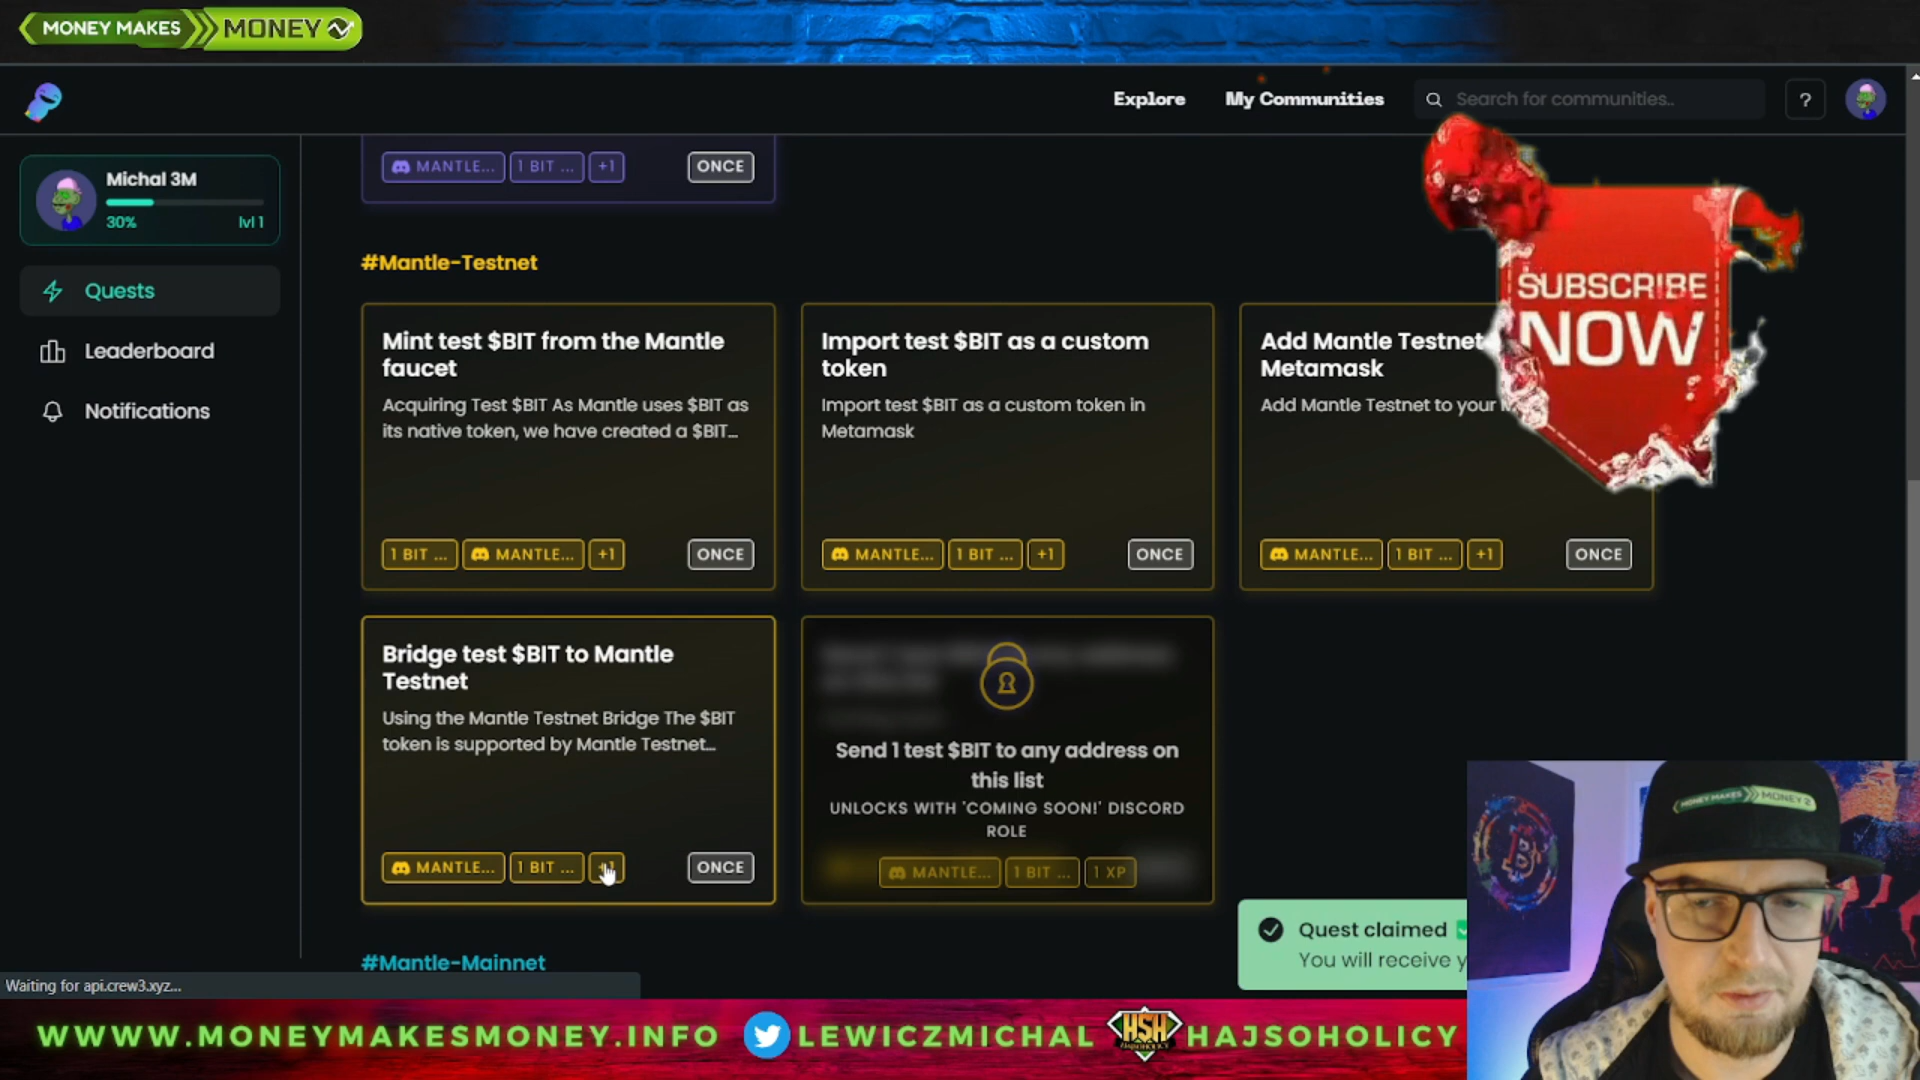 MONEY MAKES MONEY
Explore
My Communities
Search for communities..
?
Michal 3M
30%
lvl 1
Quests
Leaderboard
Notifications
MANTLE...
1 BIT ...
+1
ONCE
#Mantle-Testnet
Mint test $BIT from the Mantle
faucet
Acquiring Test $BIT As Mantle uses $BIT as
its native token, we have created a $BIT...
1 BIT ...
MANTLE...
+1
ONCE
Import test $BIT as a custom
token
Import test $BIT as a custom token in
Metamask
MANTLE...
1 BIT ...
+1
ONCE
Add Mantle Testnet
Metamask
Add Mantle Testnet to your
MANTLE...
1 BIT ...
+1
ONCE
SUBSCRIBE
NOW
Bridge test $BIT to Mantle
Testnet
Using the Mantle Testnet Bridge The $BIT
token is supported by Mantle Testnet...
MANTLE...
1 BIT ...
+1
ONCE
Send 1 test $BIT to any address on
this list
UNLOCKS WITH 'COMING SOON!' DISCORD
ROLE
MANTLE...
1 BIT ...
1 XP
Quest claimed
You will receive y
#Mantle-Mainnet
Waiting for api.crew3.xyz...
MONEY MAKES MONEY
WWWW.MONEYMAKESMONEY.INFO
LEWICZMICHAL
HSH
HAJSOHOLICY